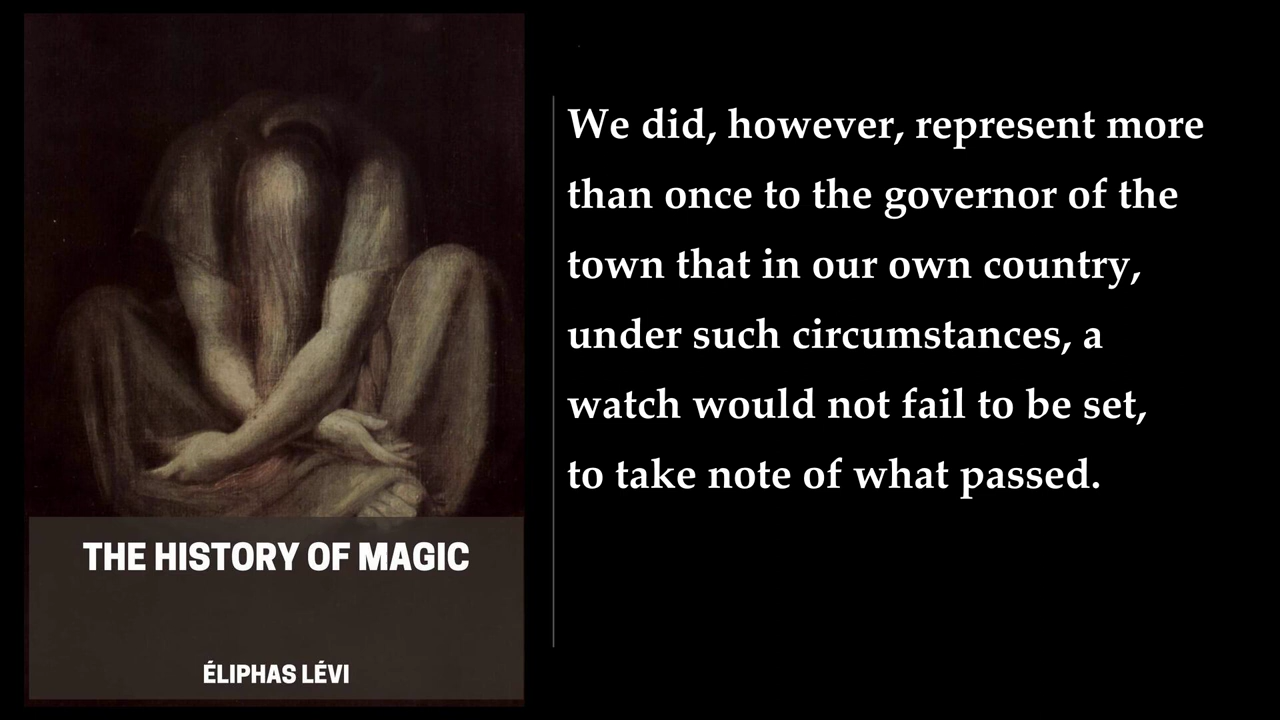 THE HISTORY OF MAGIC
ÉLIPHAS LÉVI
We did, however, represent more
than once to the governor of the
town that in our own country,
under such circumstances, a
watch would not fail to be set,
to take note of what passed.